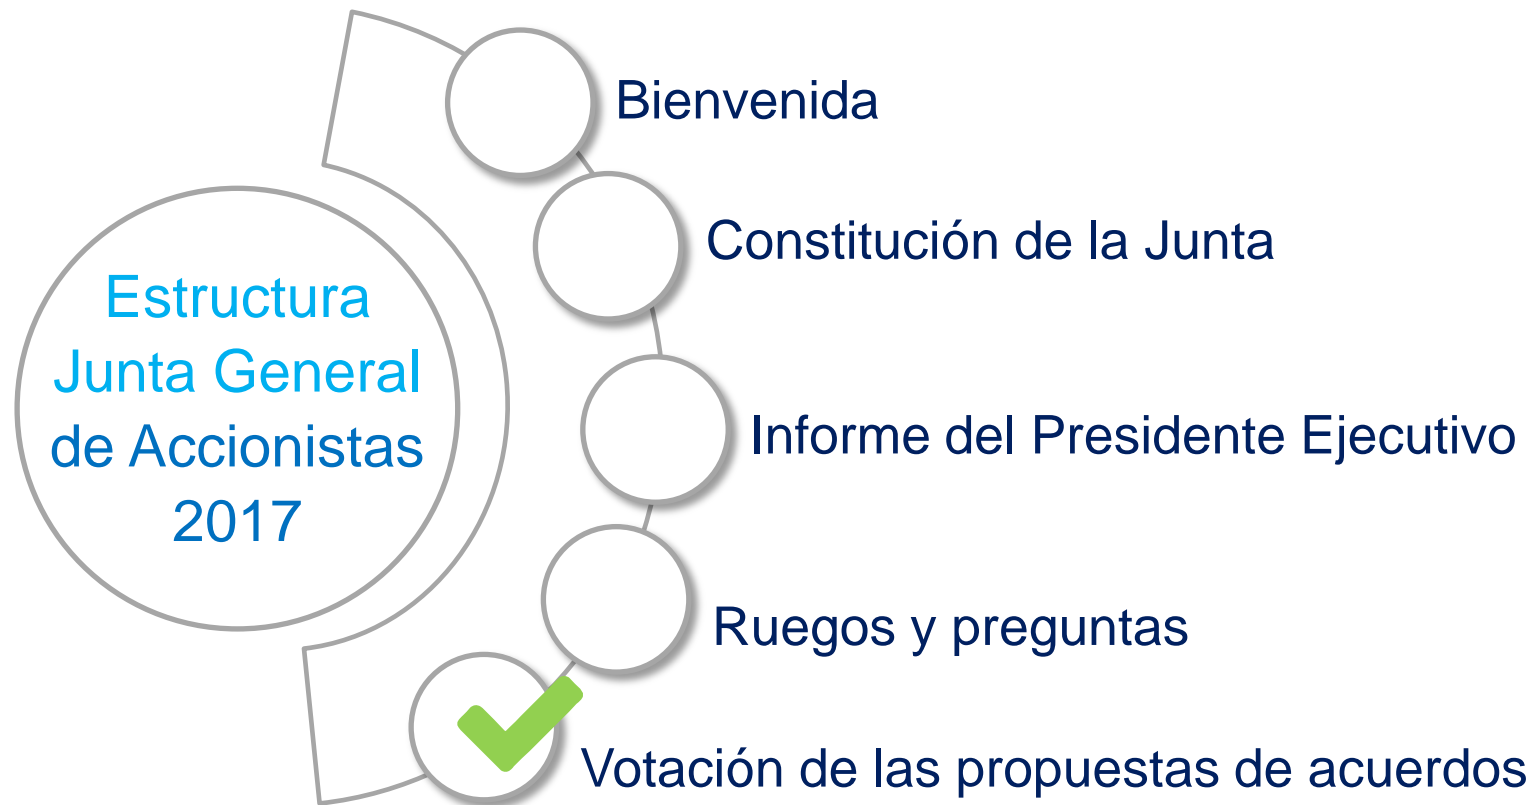 Estructura
Junta General
de Accionistas
2017
Bienvenida
Constitución de la Junta
Informe del Presidente Ejecutivo
Ruegos y preguntas
Votación de las propuestas de acuerdos